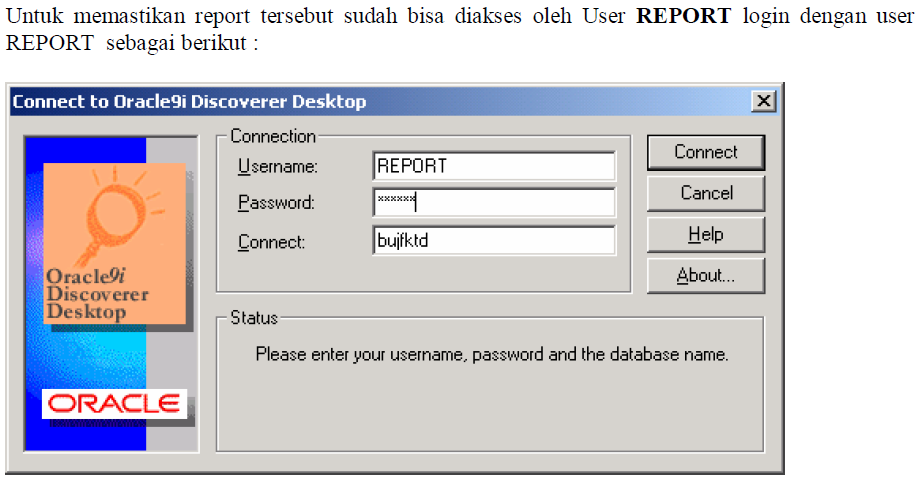 Untuk memastikan report tersebut sudah bisa diakses oleh User REPORT login dengan user
REPORT sebagai berikut :
Connect to Oracle9i Discoverer Desktop
Connection
Username: REPORT
Password: ******
Connect: bujfktd
Connect
Cancel
Help
About...
Oracle9i
Discoverer
Desktop
ORACLE
Status
Please enter your username, password and the database name.